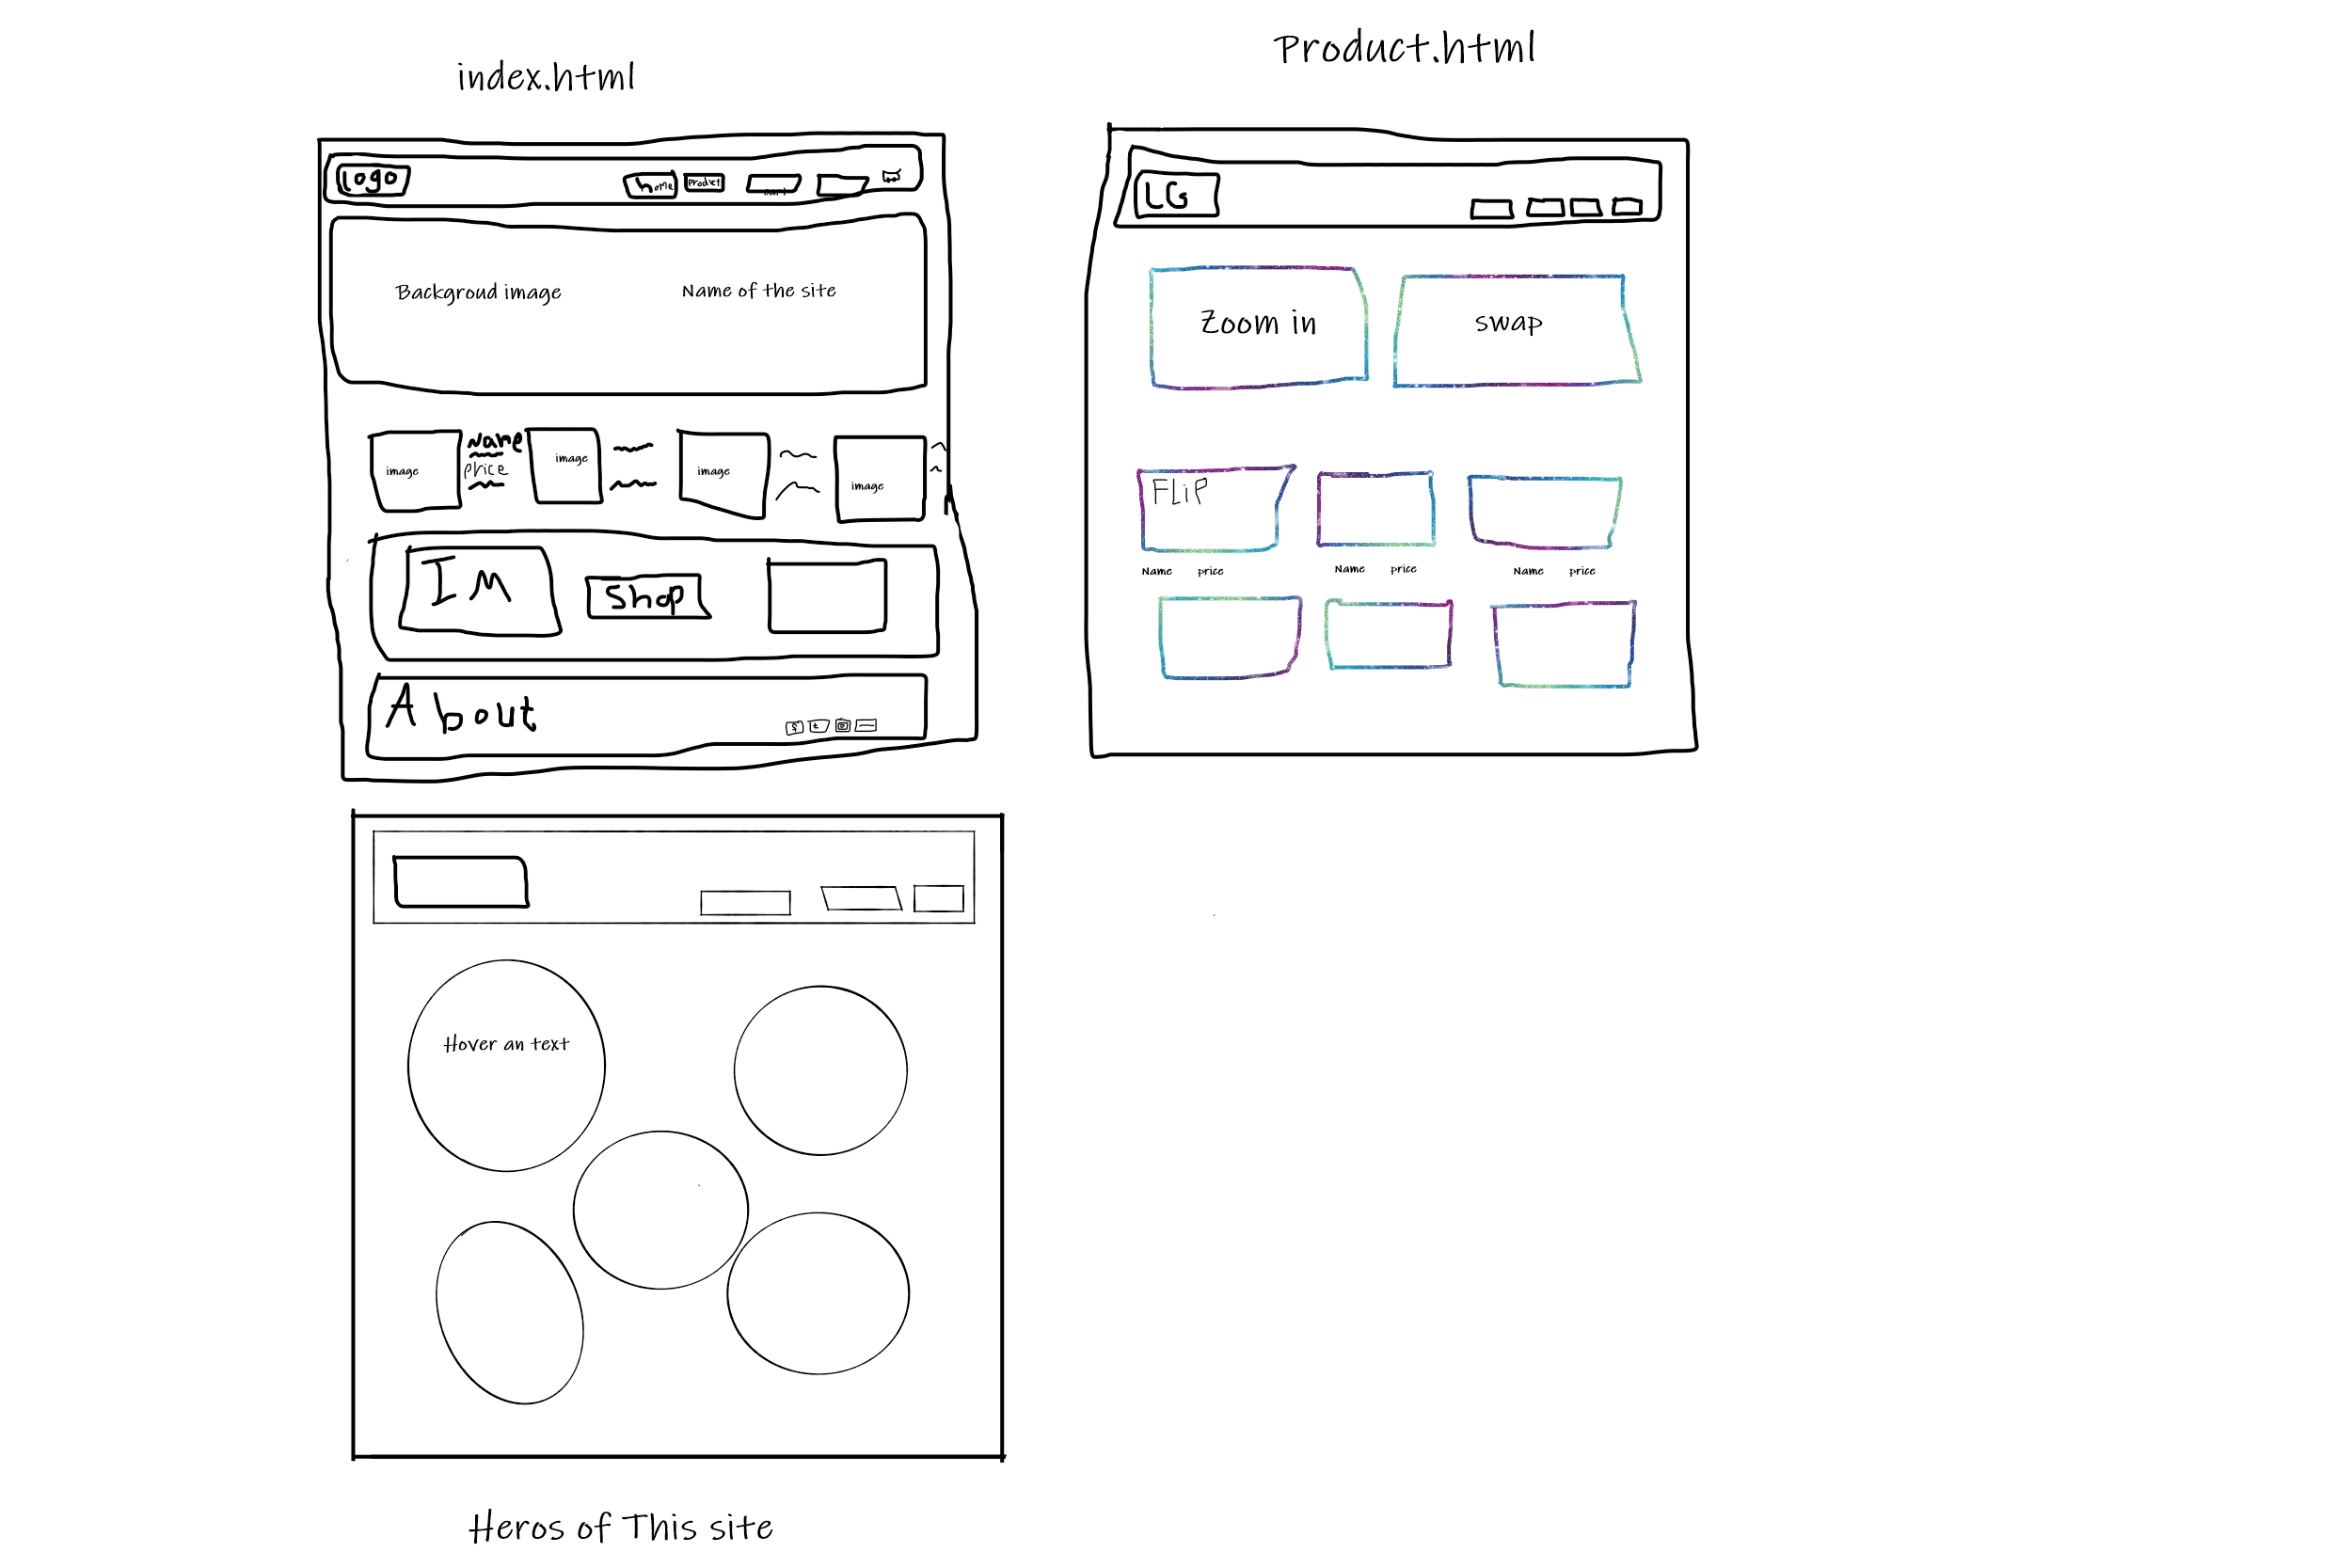 index.html
Logo
home
Product
cart
Backgroud image
Name of the site
image
Name
price
image
image
image
IM
Shop
About
t
Product.html
LG
Zoom in
swap
FLiP
Name price
Name price
Name price
Hover an text
Heros of This site